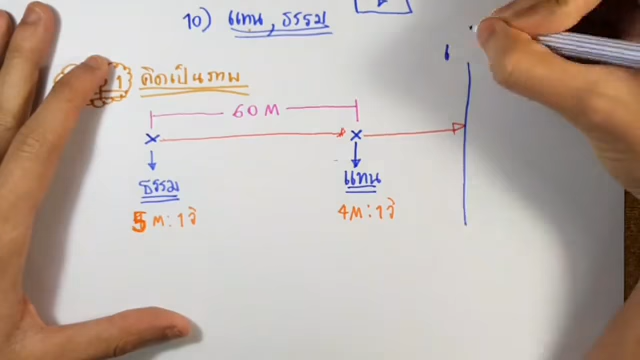 10) แทน, ธรรม
1 คิดเป็นภาพ
60 M
ธรรม แทน
5 M : 1 วิ 4 M : 1 วิ